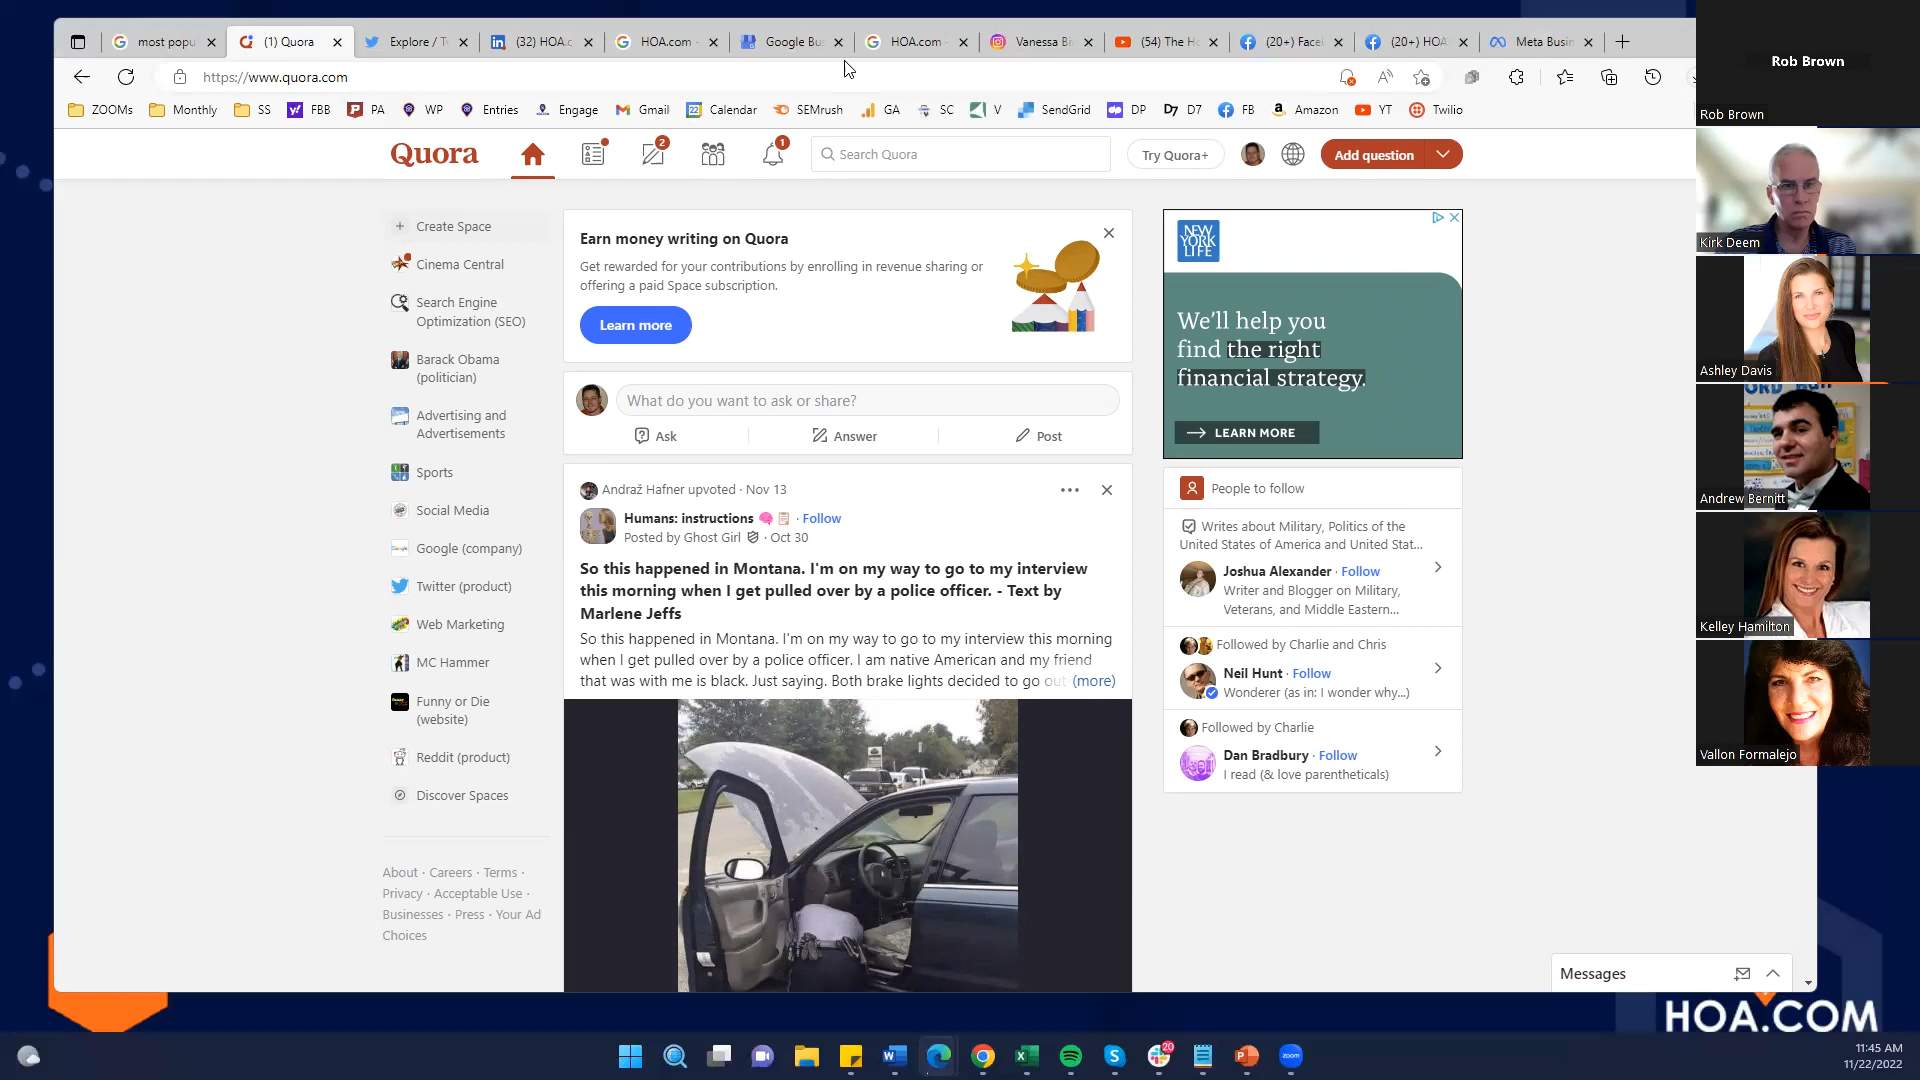 most popu
(1) Quora
Explore / T
(32) HOA.c
HOA.com -
Google Bus
HOA.com -
Vanessa Bi
(54) The H
(20+) Face
(20+) HOA
Meta Busin
https://www.quora.com
ZOOMs
Monthly
SS
FBB
PA
WP
Entries
Engage
Gmail
Calendar
SEMrush
GA
SC
V
SendGrid
DP
D7
FB
Amazon
YT
Twilio
Quora
2
1
Search Quora
Try Quora+
Add question
Create Space
Cinema Central
Search Engine
Optimization (SEO)
Barack Obama
(politician)
Advertising and
Advertisements
Sports
Social Media
Google (company)
Twitter (product)
Web Marketing
MC Hammer
Funny or Die
(website)
Reddit (product)
Discover Spaces
About · Careers · Terms ·
Privacy · Acceptable Use ·
Businesses · Press · Your Ad
Choices
Earn money writing on Quora
Get rewarded for your contributions by enrolling in revenue sharing or
offering a paid Space subscription.
Learn more
What do you want to ask or share?
Ask
Answer
Post
Andraž Hafner upvoted · Nov 13
Humans: instructions 🧠📋 · Follow
Posted by Ghost Girl · Oct 30
So this happened in Montana. I'm on my way to go to my interview
this morning when I get pulled over by a police officer. - Text by
Marlene Jeffs
So this happened in Montana. I'm on my way to go to my interview this morning
when I get pulled over by a police officer. I am native American and my friend
that was with me is black. Just saying. Both brake lights decided to go out (more)
NEW
YORK
LIFE
We'll help you
find the right
financial strategy.
LEARN MORE
People to follow
Writes about Military, Politics of the
United States of America and United Stat...
Joshua Alexander · Follow
Writer and Blogger on Military,
Veterans, and Middle Eastern...
Followed by Charlie and Chris
Neil Hunt · Follow
Wonderer (as in: I wonder why...)
Followed by Charlie
Dan Bradbury · Follow
I read (& love parentheticals)
Messages
Rob Brown
Rob Brown
Kirk Deem
Ashley Davis
Andrew Bernitt
Kelley Hamilton
Vallon Formalejo
HOA.COM
20
zoom
11:45 AM
11/22/2022